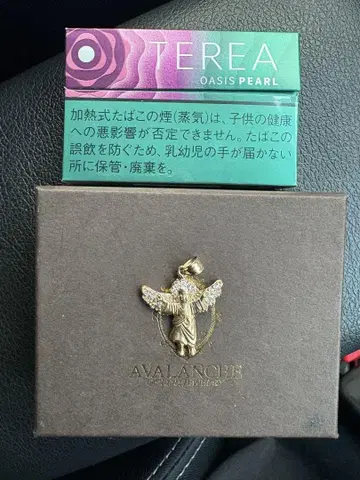 TEREA
OASIS PEARL
加熱式たばこの煙(蒸気)は、子供の健康
への悪影響が否定できません。たばこの
誤飲を防ぐため、乳幼児の手が届かない
所に保管・廃棄を。
AVALANCHE